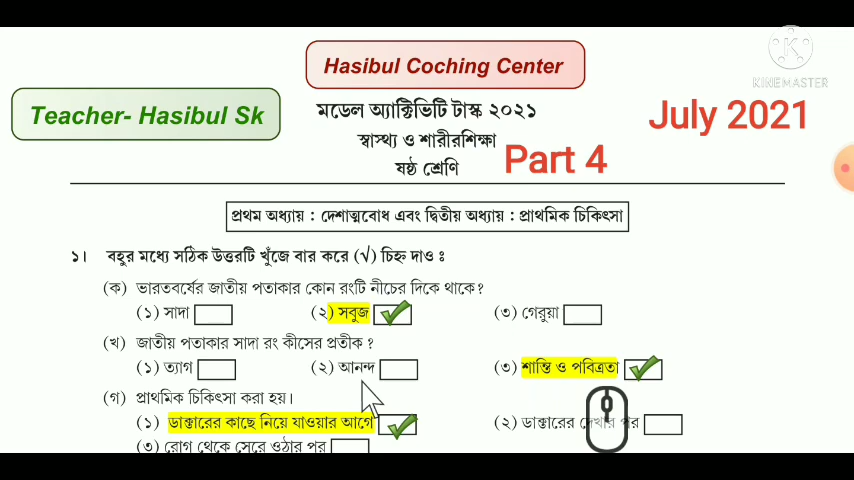 Hasibul Coching Center
KINEMASTER
Teacher- Hasibul Sk
মডেল অ্যাক্টিভিটি টাস্ক ২০২১
July 2021
স্বাস্থ্য ও শারীরশিক্ষা
ষষ্ঠ শ্রেণি
Part 4
প্রথম অধ্যায় : দেশাত্মবোধ এবং দ্বিতীয় অধ্যায় : প্রাথমিক চিকিৎসা
১। বহুর মধ্যে সঠিক উত্তরটি খুঁজে বার করে (√) চিহ্ন দাও ঃ
(ক) ভারতবর্ষের জাতীয় পতাকার কোন রংটি নীচের দিকে থাকে?
(১) সাদা (২) সবুজ (৩) গেরুয়া
(খ) জাতীয় পতাকার সাদা রং কীসের প্রতীক ?
(১) ত্যাগ (২) আনন্দ (৩) শান্তি ও পবিত্রতা
(গ) প্রাথমিক চিকিৎসা করা হয়।
(১) ডাক্তারের কাছে নিয়ে যাওয়ার আগে (২) ডাক্তারের দেখার পর
(৩) রোগ থেকে সেরে ওঠার পর